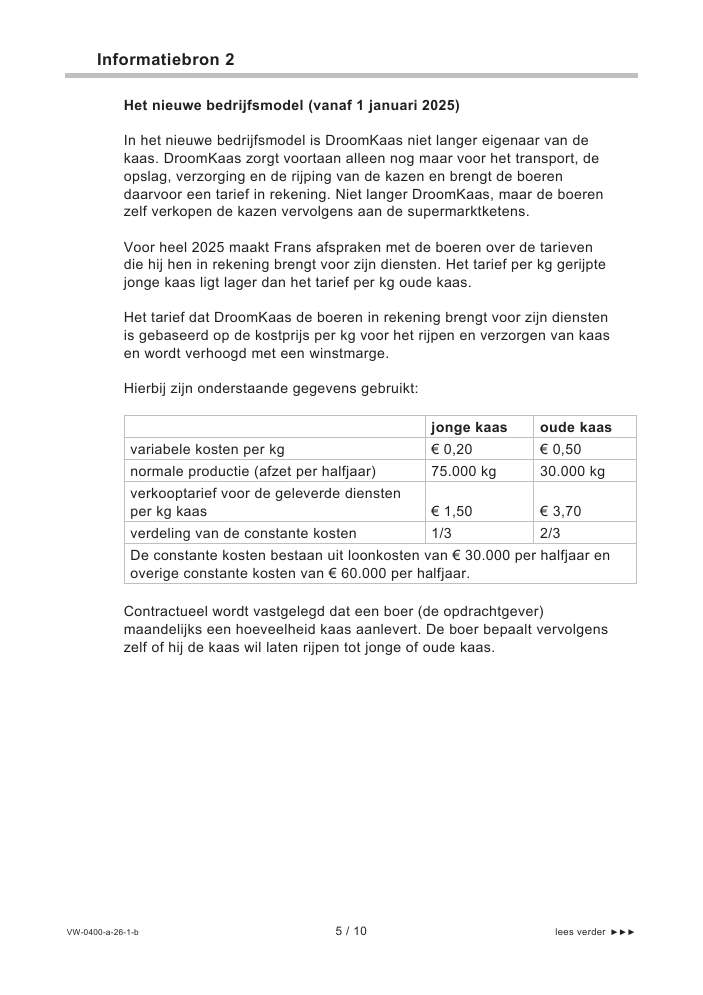 Informatiebron 2
Het nieuwe bedrijfsmodel (vanaf 1 januari 2025)
In het nieuwe bedrijfsmodel is DroomKaas niet langer eigenaar van de
kaas. DroomKaas zorgt voortaan alleen nog maar voor het transport, de
opslag, verzorging en de rijping van de kazen en brengt de boeren
daarvoor een tarief in rekening. Niet langer DroomKaas, maar de boeren
zelf verkopen de kazen vervolgens aan de supermarktketens.
Voor heel 2025 maakt Frans afspraken met de boeren over de tarieven
die hij hen in rekening brengt voor zijn diensten. Het tarief per kg gerijpte
jonge kaas ligt lager dan het tarief per kg oude kaas.
Het tarief dat DroomKaas de boeren in rekening brengt voor zijn diensten
is gebaseerd op de kostprijs per kg voor het rijpen en verzorgen van kaas
en wordt verhoogd met een winstmarge.
Hierbij zijn onderstaande gegevens gebruikt:
jonge kaas oude kaas
variabele kosten per kg € 0,20 € 0,50
normale productie (afzet per halfjaar) 75.000 kg 30.000 kg
verkooptarief voor de geleverde diensten
per kg kaas € 1,50 € 3,70
verdeling van de constante kosten 1/3 2/3
De constante kosten bestaan uit loonkosten van € 30.000 per halfjaar en
overige constante kosten van € 60.000 per halfjaar.
Contractueel wordt vastgelegd dat een boer (de opdrachtgever)
maandelijks een hoeveelheid kaas aanlevert. De boer bepaalt vervolgens
zelf of hij de kaas wil laten rijpen tot jonge of oude kaas.
VW-0400-a-26-1-b 5 / 10 lees verder ►►►